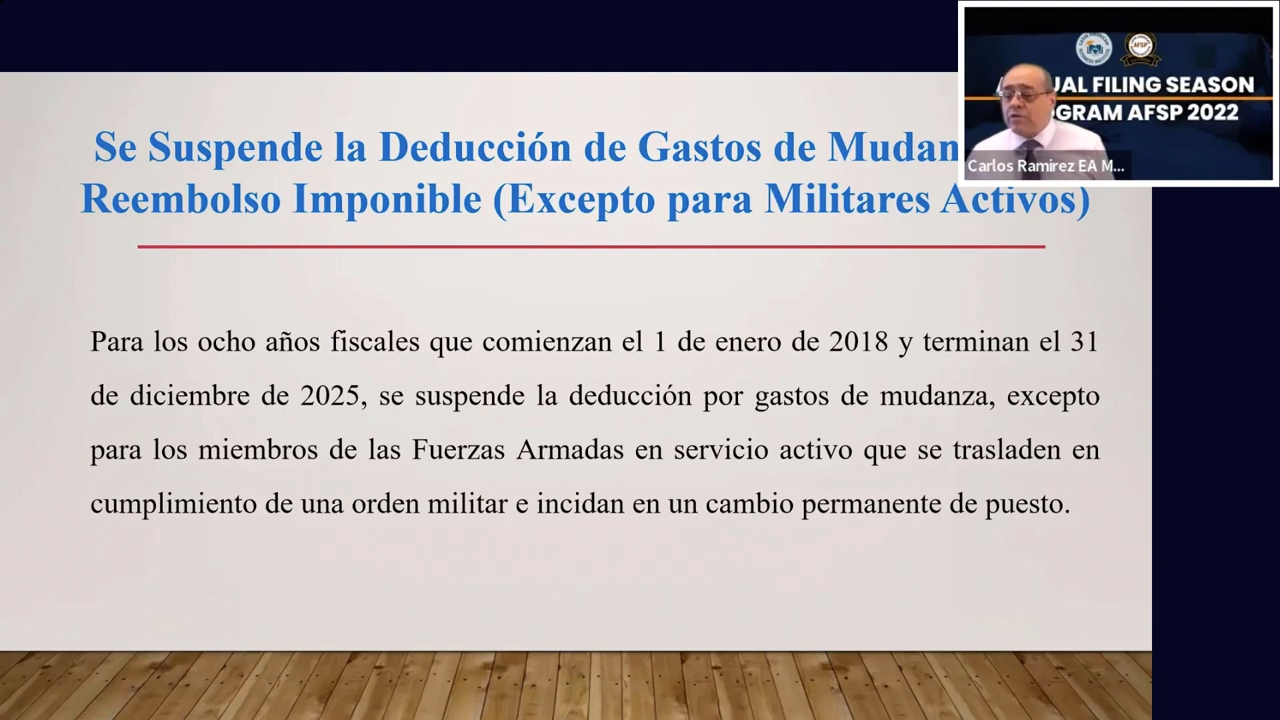 Se Suspende la Deducción de Gastos de
Reembolso Imponible (Excepto para Militares Activos)
Para los ocho años fiscales que comienzan el 1 de enero de 2018 y terminan el 31
de diciembre de 2025, se suspende la deducción por gastos de mudanza, excepto
para los miembros de las Fuerzas Armadas en servicio activo que se trasladen en
cumplimiento de una orden militar e incidan en un cambio permanente de puesto.
AFSP
FILING SEASON
AFSP 2022
Carlos Ramirez EA M...